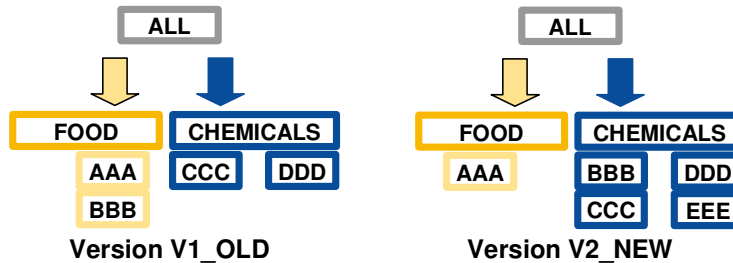 ALL
FOOD CHEMICALS
AAA CCC DDD
BBB
Version V1_OLD
ALL
FOOD CHEMICALS
AAA BBB DDD
CCC EEE
Version V2_NEW